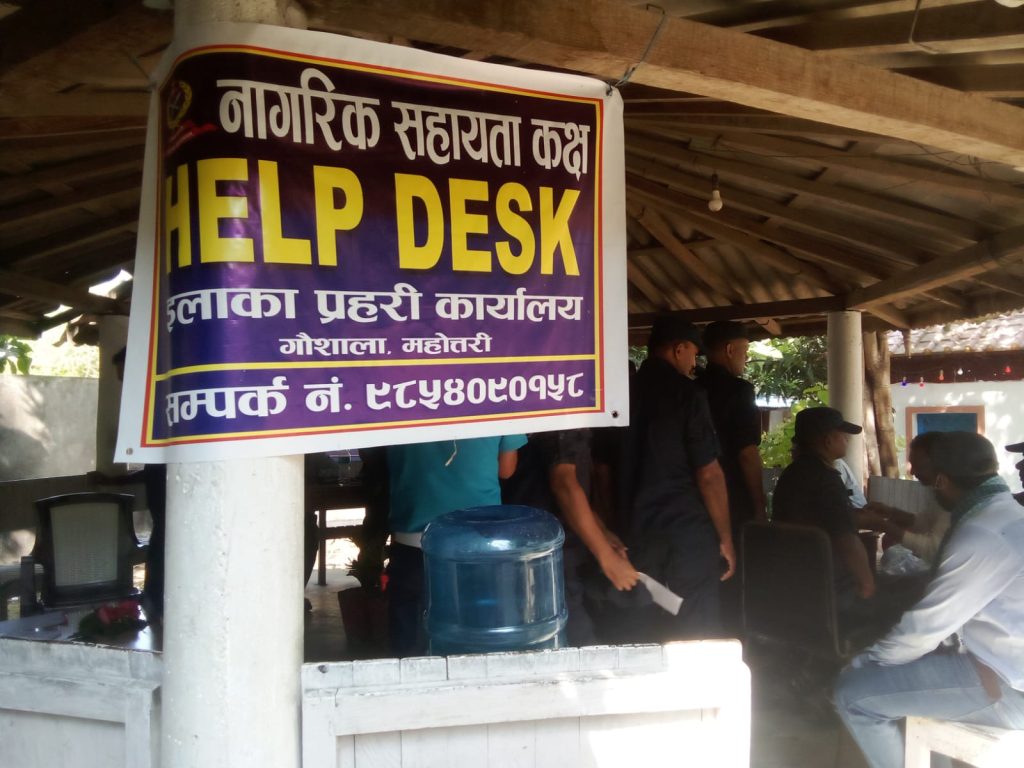 नागरिक सहायता कक्ष
HELP DESK
इलाका प्रहरी कार्यालय
गौशाला, महोत्तरी
सम्पर्क नं. ९८५४०९०१५८